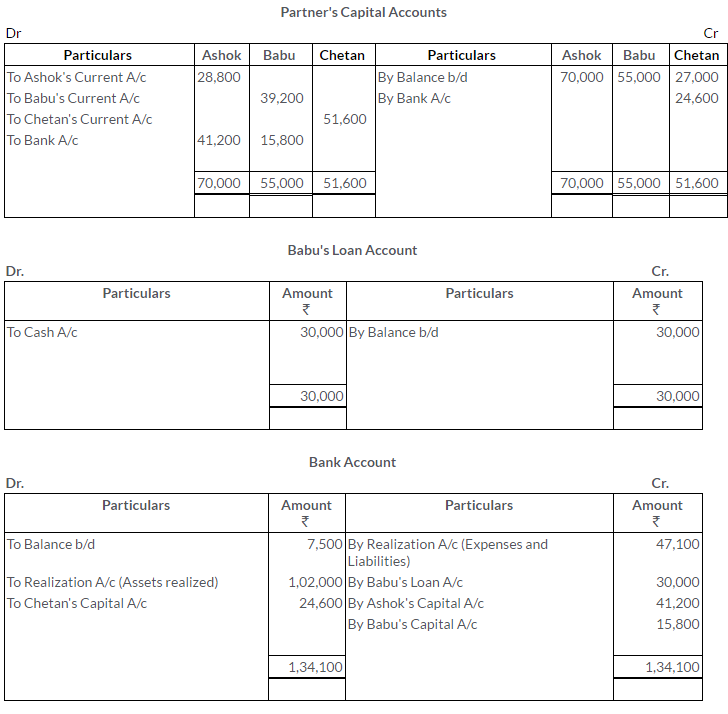 Partner's Capital Accounts
Dr Cr
Particulars Ashok Babu Chetan Particulars Ashok Babu Chetan
To Ashok's Current A/c 28,800 By Balance b/d 70,000 55,000 27,000
To Babu's Current A/c 39,200 By Bank A/c 24,600
To Chetan's Current A/c 51,600
To Bank A/c 41,200 15,800
70,000 55,000 51,600 70,000 55,000 51,600
Babu's Loan Account
Dr. Cr.
Particulars Amount Particulars Amount
₹ ₹
To Cash A/c 30,000 By Balance b/d 30,000
30,000 30,000
Bank Account
Dr. Cr.
Particulars Amount Particulars Amount
₹ ₹
To Balance b/d 7,500 By Realization A/c (Expenses and 47,100
Liabilities)
To Realization A/c (Assets realized) 1,02,000 By Babu's Loan A/c 30,000
To Chetan's Capital A/c 24,600 By Ashok's Capital A/c 41,200
By Babu's Capital A/c 15,800
1,34,100 1,34,100